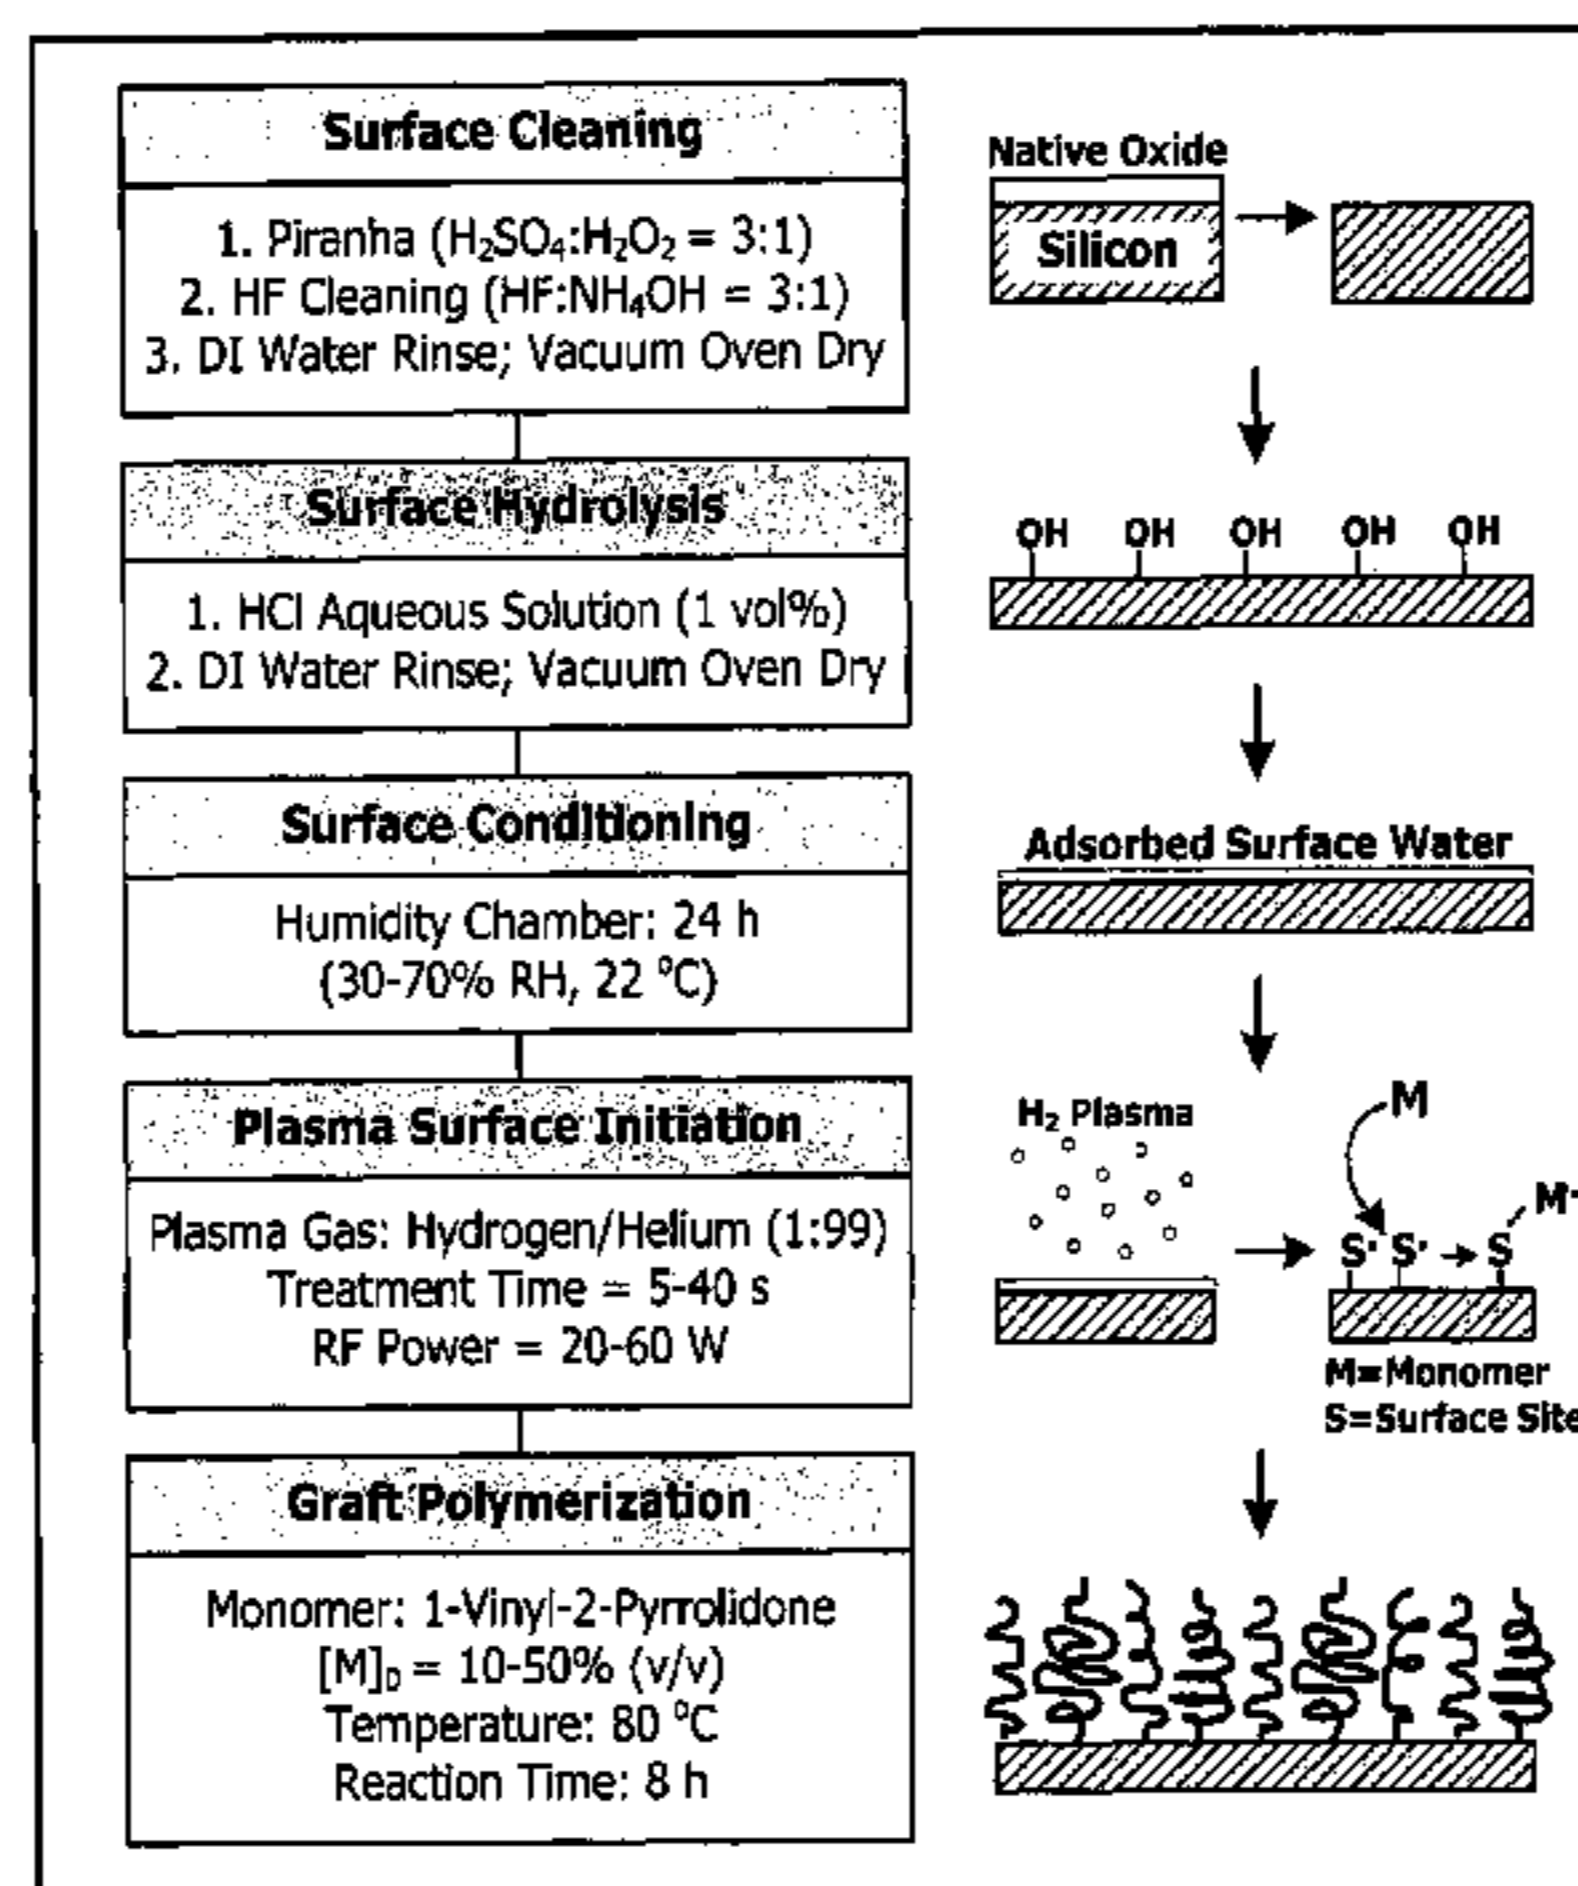 Surface Cleaning
1. Piranha (H₂SO₄:H₂O₂ = 3:1)
2. HF Cleaning (HF:NH₄OH = 3:1)
3. DI Water Rinse; Vacuum Oven Dry
Native Oxide
Silicon
Surface Hydrolysis
1. HCl Aqueous Solution (1 vol%)
2. DI Water Rinse; Vacuum Oven Dry
OH OH OH OH OH
Surface Conditioning
Humidity Chamber: 24 h
(30-70% RH, 22 °C)
Adsorbed Surface Water
Plasma Surface Initiation
Plasma Gas: Hydrogen/Helium (1:99)
Treatment Time = 5-40 s
RF Power = 20-60 W
H₂ Plasma
M
M·
S· S· S
M=Monomer
S=Surface Site
Graft Polymerization
Monomer: 1-Vinyl-2-Pyrrolidone
[M]₀ = 10-50% (v/v)
Temperature: 80 °C
Reaction Time: 8 h